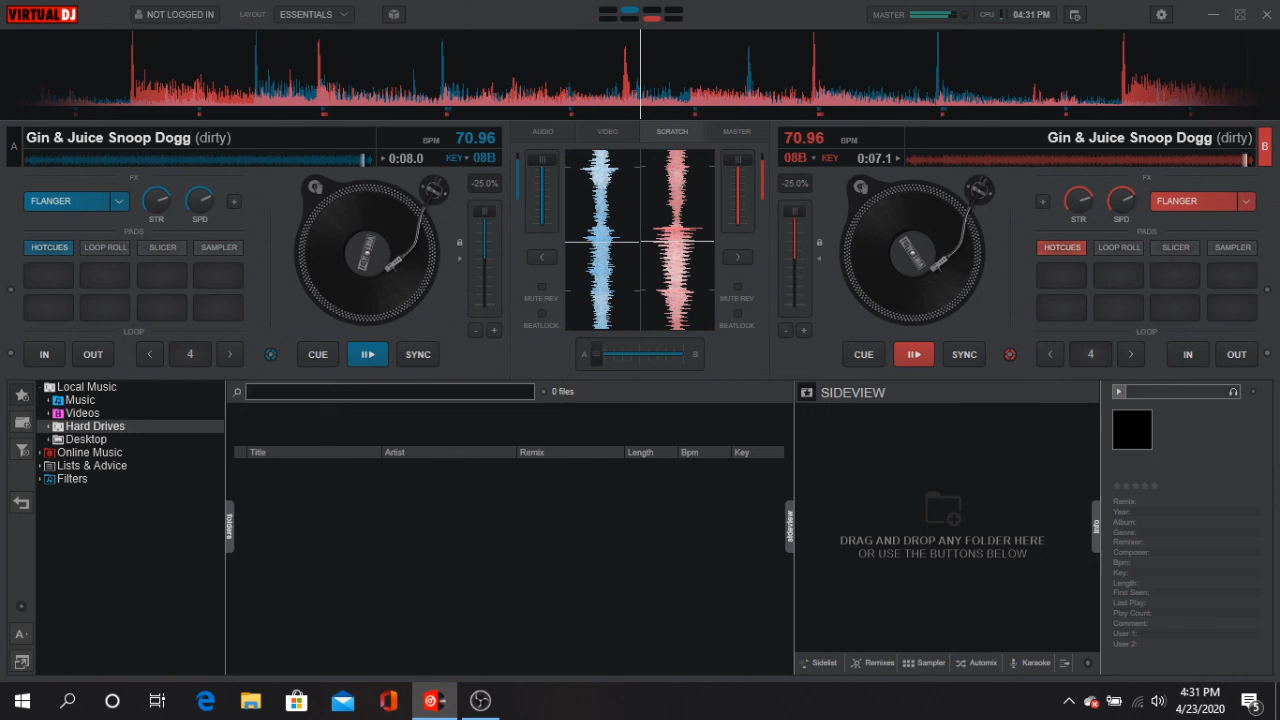 VIRTUAL DJ
NOT LOGGED IN
LAYOUT
ESSENTIALS
MASTER
CPU
04:31 PM
A
Gin & Juice Snoop Dogg (dirty)
BPM
70.96
0:08.0
KEY
08B
AUDIO
VIDEO
SCRATCH
MASTER
70.96
BPM
Gin & Juice Snoop Dogg (dirty)
B
08B
KEY
0:07.1
FX
FLANGER
STR
SPD
-25.0%
-25.0%
FX
STR
SPD
FLANGER
PADS
HOTCUES
LOOP ROLL
SLICER
SAMPLER
PADS
HOTCUES
LOOP ROLL
SLICER
SAMPLER
MUTE REV
BEATLOCK
MUTE REV
BEATLOCK
LOOP
IN
OUT
4
CUE
SYNC
A
B
LOOP
CUE
SYNC
4
IN
OUT
Local Music
Music
Videos
Hard Drives
Desktop
Online Music
Lists & Advice
Filters
folders
0 files
Title
Artist
Remix
Length
Bpm
Key
sideview
SIDEVIEW
DRAG AND DROP ANY FOLDER HERE
OR USE THE BUTTONS BELOW
Sidelist
Remixes
Sampler
Automix
Karaoke
info
Remix:
Year:
Album:
Genre:
Remixer:
Composer:
Bpm:
Key:
Length:
First Seen:
Last Play:
Play Count:
Comment:
User 1:
User 2:
A
4:31 PM
4/23/2020
5